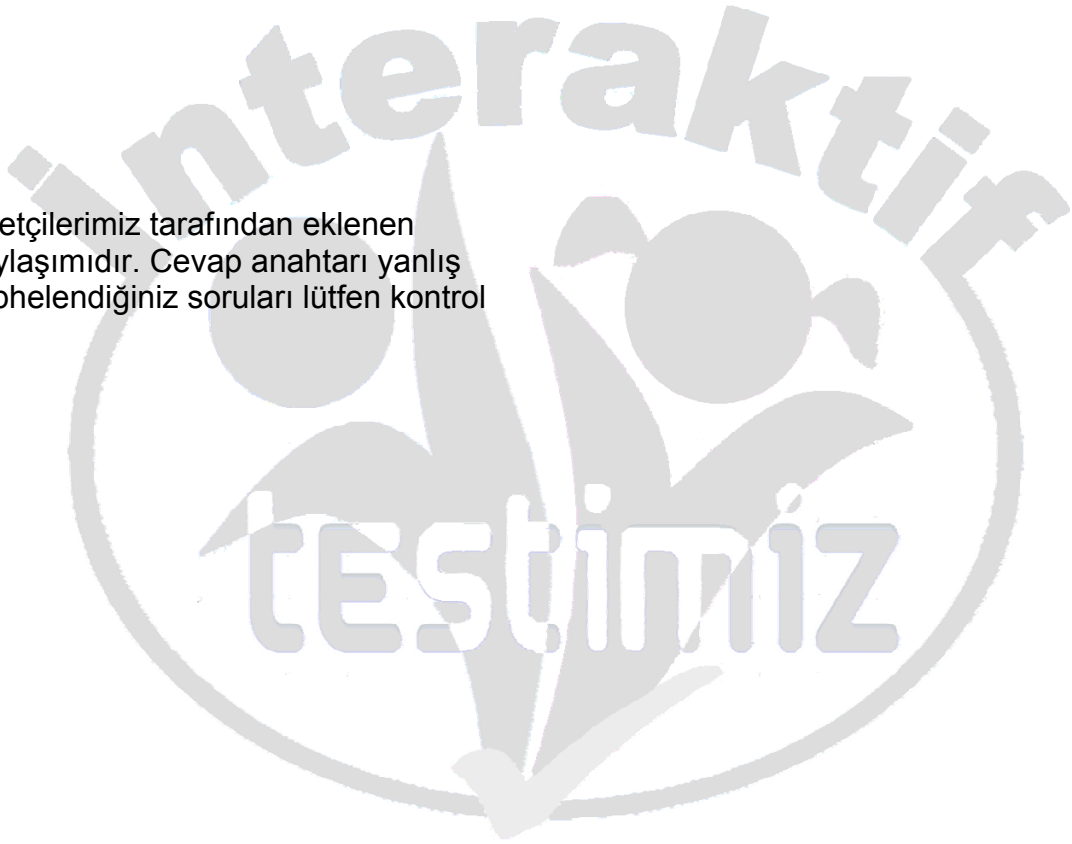 interaktif
etçilerimiz tarafından eklenen
ylaşımıdır. Cevap anahtarı yanlış
phelendiğiniz soruları lütfen kontrol
testimiz